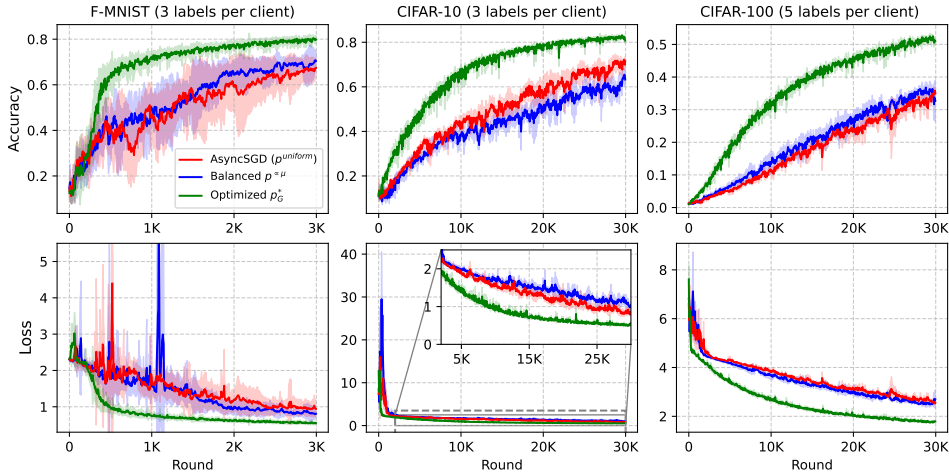 F-MNIST (3 labels per client)
CIFAR-10 (3 labels per client)
CIFAR-100 (5 labels per client)
Accuracy
0.8
0.6
0.4
0.2
0
1K
2K
3K
AsyncSGD (p^uniform)
Balanced p^∝μ
Optimized p*_G
0.8
0.6
0.4
0.2
0
10K
20K
30K
0.5
0.4
0.3
0.2
0.1
0.0
0
10K
20K
30K
Loss
5
4
3
2
1
0
1K
2K
3K
Round
40
30
20
10
0
2
1
0
5K
15K
25K
0
10K
20K
30K
Round
8
6
4
2
0
10K
20K
30K
Round